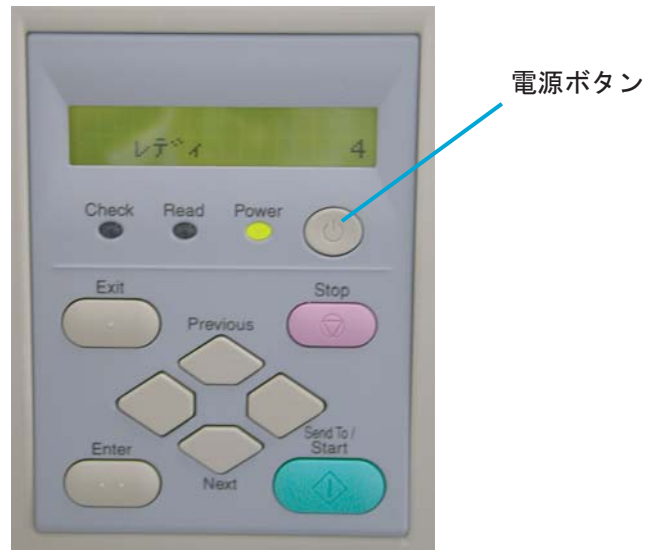 電源ボタン
レディ 4
Check Read Power
Exit
Stop
Previous
Enter
Next
Send To /
Start